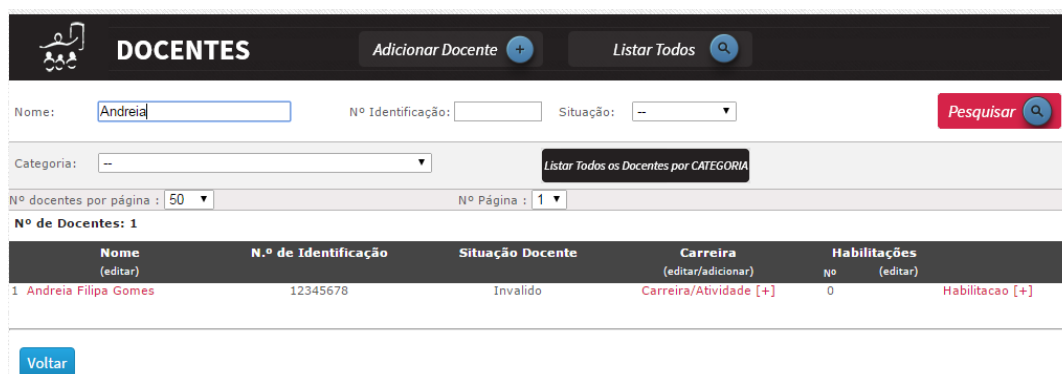 DOCENTES Adicionar Docente + Listar Todos
Nome: Andreia Nº Identificação: Situação: -- Pesquisar
Categoria: -- Listar Todos os Docentes por CATEGORIA
Nº docentes por página : 50 Nº Página : 1
Nº de Docentes: 1
Nome N.º de Identificação Situação Docente Carreira Habilitações
(editar) (editar/adicionar) Nº (editar)
1 Andreia Filipa Gomes 12345678 Invalido Carreira/Atividade [+] 0 Habilitacao [+]
Voltar